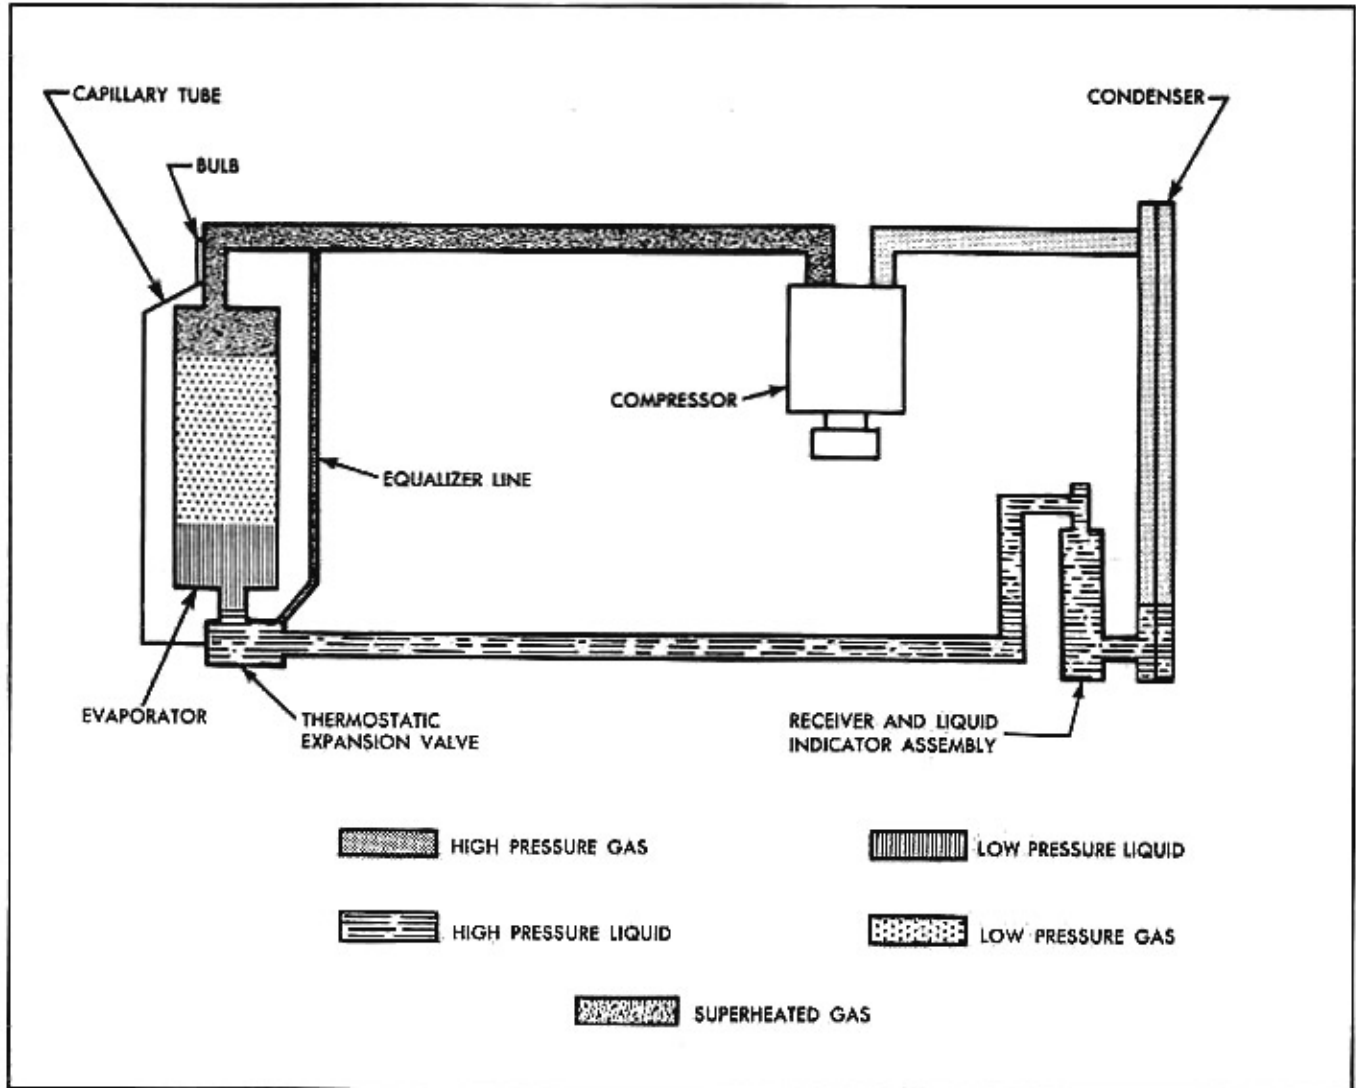 CAPILLARY TUBE
CONDENSER
BULB
COMPRESSOR
EQUALIZER LINE
EVAPORATOR
THERMOSTATIC
EXPANSION VALVE
RECEIVER AND LIQUID
INDICATOR ASSEMBLY
HIGH PRESSURE GAS
LOW PRESSURE LIQUID
HIGH PRESSURE LIQUID
LOW PRESSURE GAS
SUPERHEATED GAS